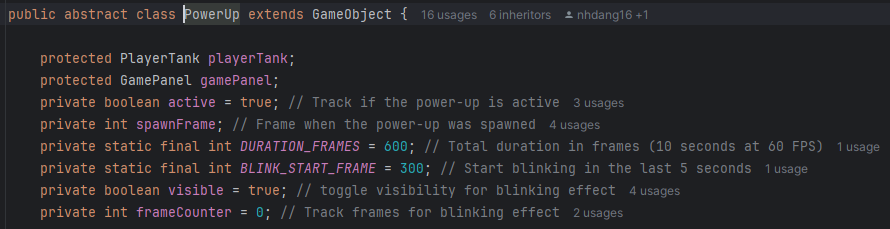 public abstract class PowerUp extends GameObject { 16 usages 6 inheritors nhdang16 +1
protected PlayerTank playerTank;
protected GamePanel gamePanel;
private boolean active = true; // Track if the power-up is active 3 usages
private int spawnFrame; // Frame when the power-up was spawned 4 usages
private static final int DURATION_FRAMES = 600; // Total duration in frames (10 seconds at 60 FPS) 1 usage
private static final int BLINK_START_FRAME = 300; // Start blinking in the last 5 seconds 1 usage
private boolean visible = true; // toggle visibility for blinking effect 4 usages
private int frameCounter = 0; // Track frames for blinking effect 2 usages